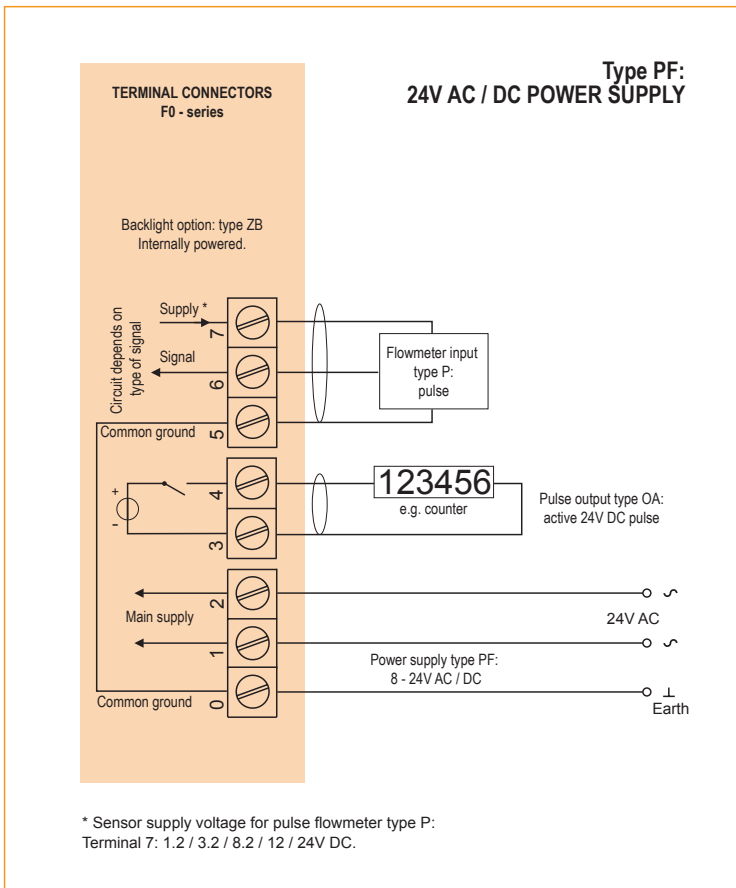 Type PF:
24V AC / DC POWER SUPPLY
TERMINAL CONNECTORS
F0 - series
Backlight option: type ZB
Internally powered.
Circuit depends on
type of signal
Supply *
7
Signal
6
Flowmeter input
type P:
pulse
Common ground
5
+
-
4
123456
e.g. counter
3
Pulse output type OA:
active 24V DC pulse
2
Main supply
24V AC
1
Power supply type PF:
8 - 24V AC / DC
Common ground
0
Earth
* Sensor supply voltage for pulse flowmeter type P:
Terminal 7: 1.2 / 3.2 / 8.2 / 12 / 24V DC.